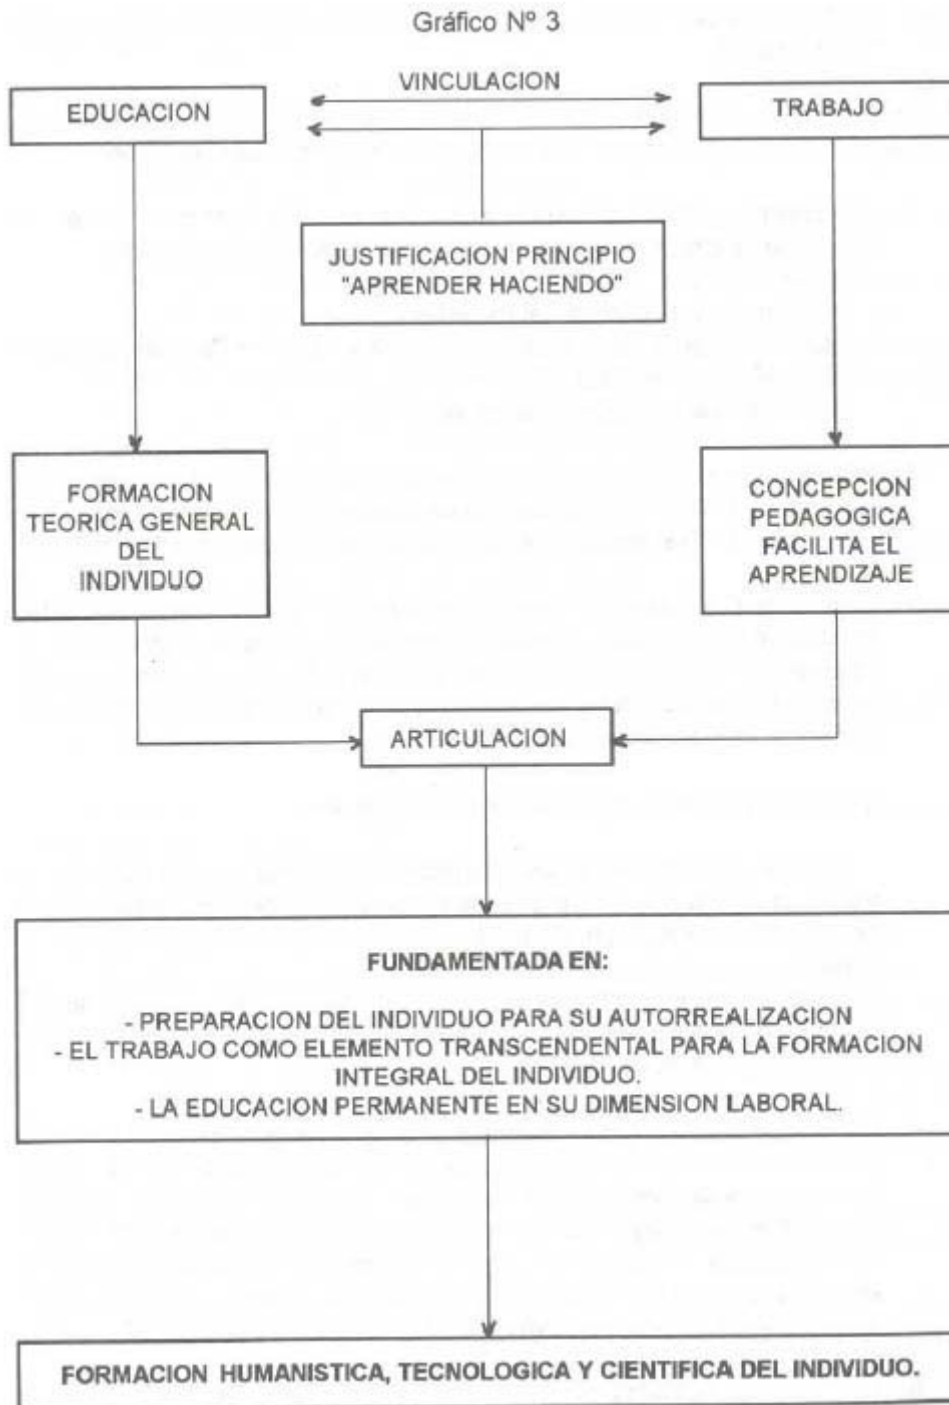 Gráfico Nº 3
VINCULACION
EDUCACION
TRABAJO
JUSTIFICACION PRINCIPIO
"APRENDER HACIENDO"
FORMACION
TEORICA GENERAL
DEL
INDIVIDUO
CONCEPCION
PEDAGOGICA
FACILITA EL
APRENDIZAJE
ARTICULACION
FUNDAMENTADA EN:
- PREPARACION DEL INDIVIDUO PARA SU AUTORREALIZACION
- EL TRABAJO COMO ELEMENTO TRANSCENDENTAL PARA LA FORMACION
INTEGRAL DEL INDIVIDUO.
- LA EDUCACION PERMANENTE EN SU DIMENSION LABORAL.
FORMACION HUMANISTICA, TECNOLOGICA Y CIENTIFICA DEL INDIVIDUO.